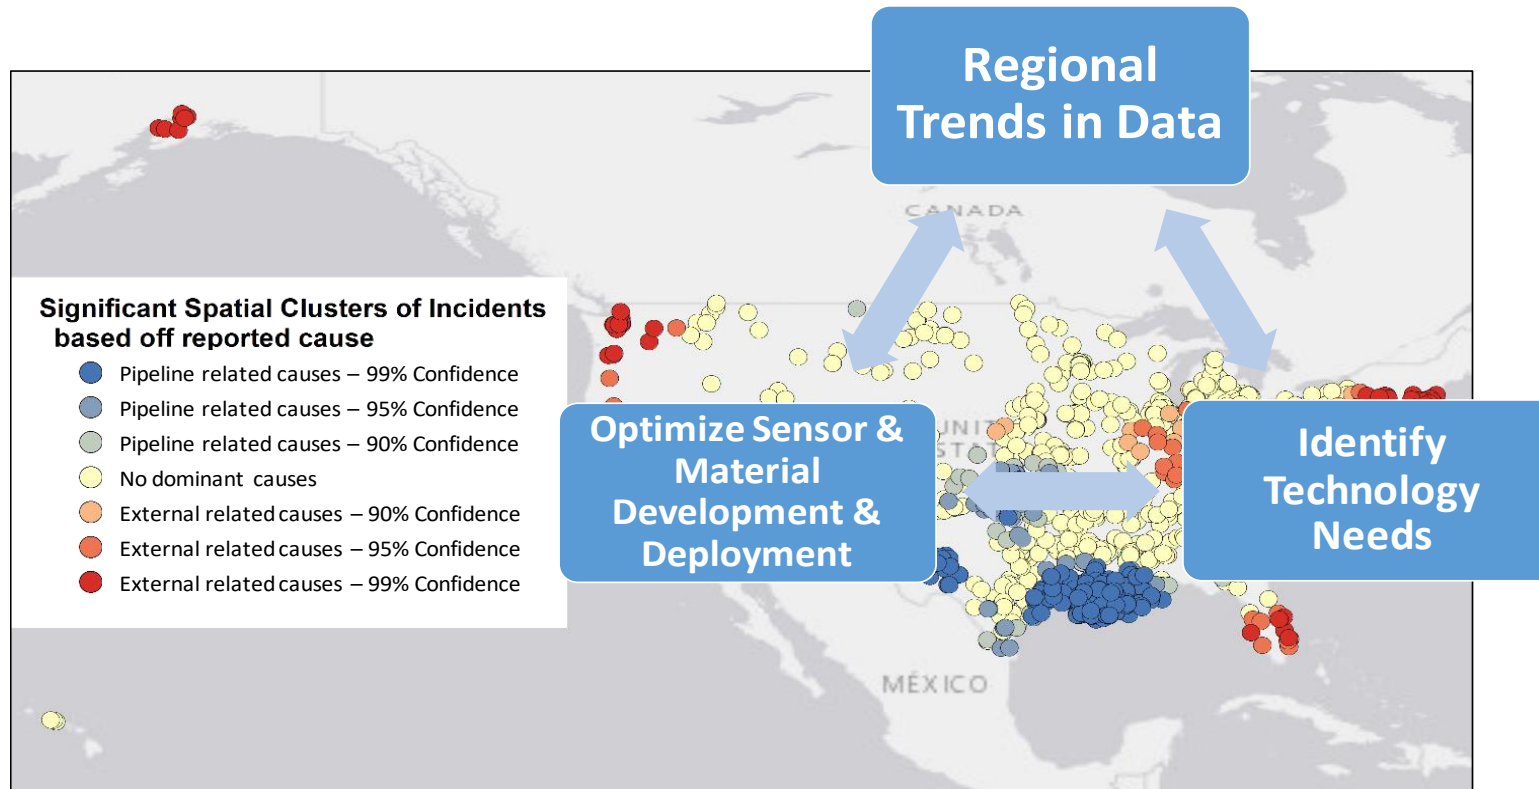 Regional
Trends in Data
CANADA
Significant Spatial Clusters of Incidents
based off reported cause
Pipeline related causes – 99% Confidence
Pipeline related causes – 95% Confidence
Pipeline related causes – 90% Confidence
No dominant causes
External related causes – 90% Confidence
External related causes – 95% Confidence
External related causes – 99% Confidence
Optimize Sensor &
Material
Development &
Deployment
Identify
Technology
Needs
MÉXICO